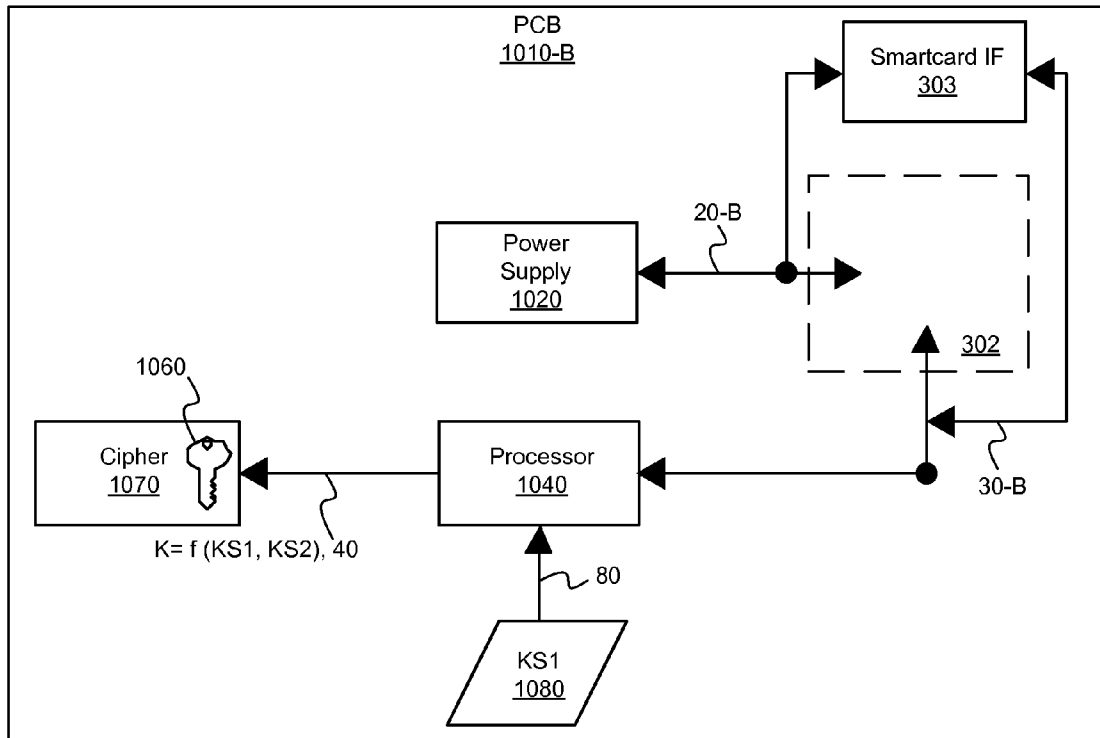 PCB
1010-B
Smartcard IF
303
20-B
Power
Supply
1020
302
1060
Cipher
1070
Processor
1040
30-B
K= f (KS1, KS2), 40
80
KS1
1080